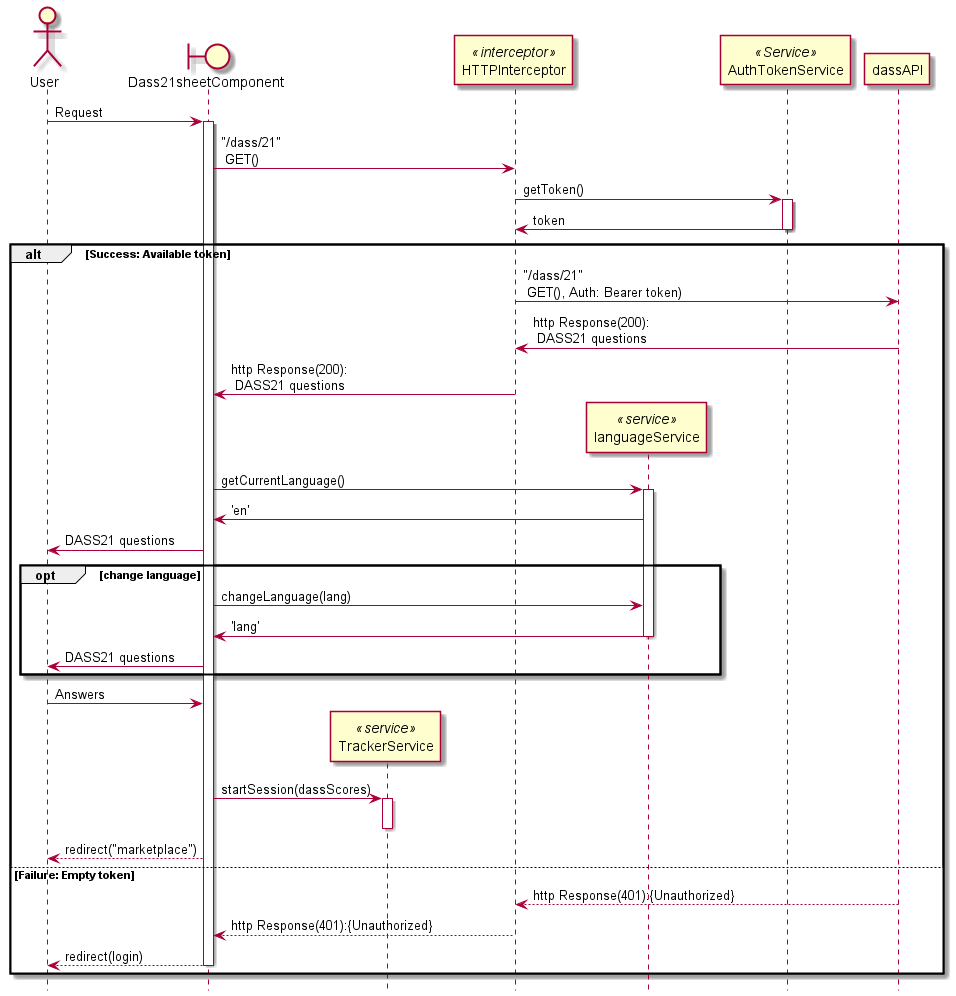 User
Dass21sheetComponent
«interceptor»
HTTPInterceptor
«Service»
AuthTokenService
dassAPI
Request
"/dass/21"
GET()
getToken()
token
alt
[Success: Available token]
"/dass/21"
GET(), Auth: Bearer token)
http Response(200):
DASS21 questions
http Response(200):
DASS21 questions
«service»
languageService
getCurrentLanguage()
'en'
DASS21 questions
opt
[change language]
changeLanguage(lang)
'lang'
DASS21 questions
Answers
«service»
TrackerService
startSession(dassScores)
redirect("marketplace")
[Failure: Empty token]
http Response(401):{Unauthorized}
http Response(401):{Unauthorized}
redirect(login)